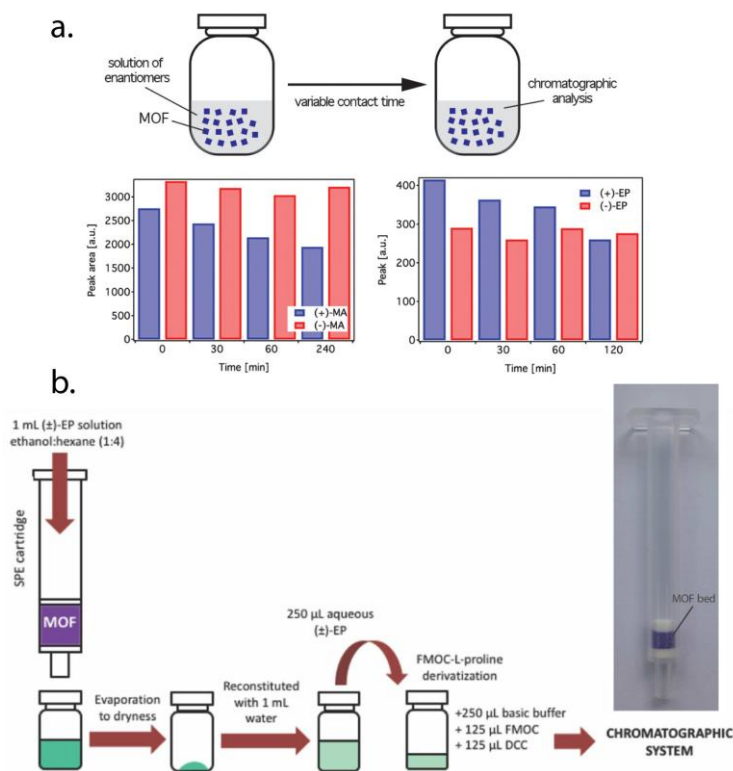 a.
solution of
enantiomers
MOF
variable contact time
chromatographic
analysis
Peak area [a.u.]
3000
2500
2000
1500
1000
500
0
(+)-MA
(-)-MA
0 30 60 240
Time [min]
Peak [a.u.]
400
300
200
100
0
(+)-EP
(-)-EP
0 30 60 120
Time [min]
b.
1 mL (±)-EP solution
ethanol:hexane (1:4)
SPE cartridge
MOF
Evaporation
to dryness
Reconstituted
with 1 mL
water
250 µL aqueous
(±)-EP
FMOC-L-proline
derivatization
+250 µL basic buffer
+ 125 µL FMOC
+ 125 µL DCC
MOF bed
CHROMATOGRAPHIC
SYSTEM